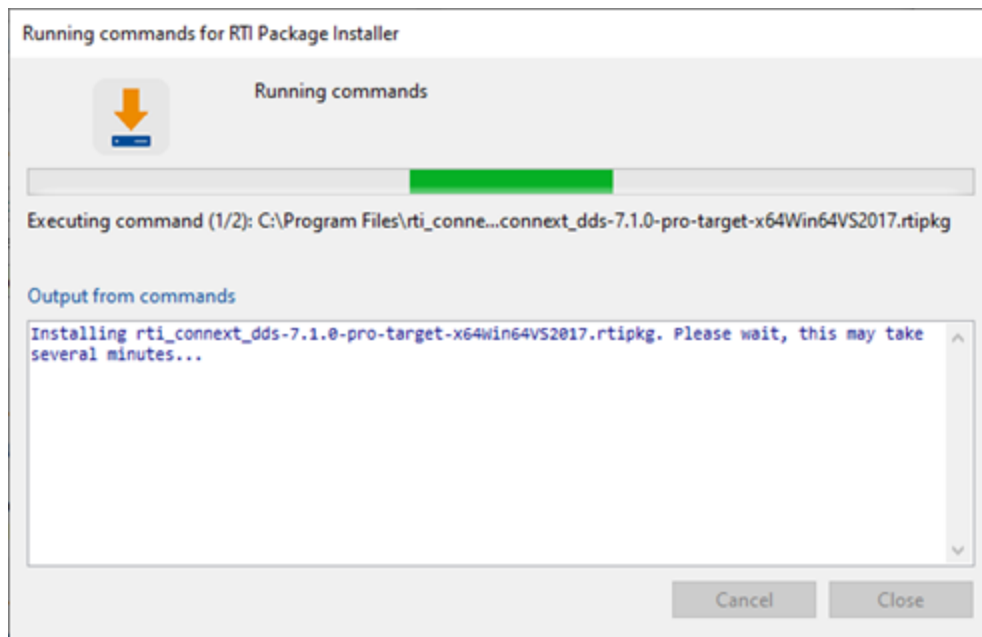 Running commands for RTI Package Installer
Running commands
Executing command (1/2): C:\Program Files\rti_conne...connext_dds-7.1.0-pro-target-x64Win64VS2017.rtipkg
Output from commands
Installing rti_connext_dds-7.1.0-pro-target-x64Win64VS2017.rtipkg. Please wait, this may take
several minutes...
Cancel
Close